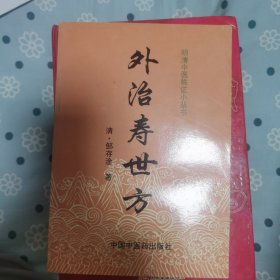 明清中医临证小丛书
外治寿世方
清·邹存淦 著
中国中医药出版社